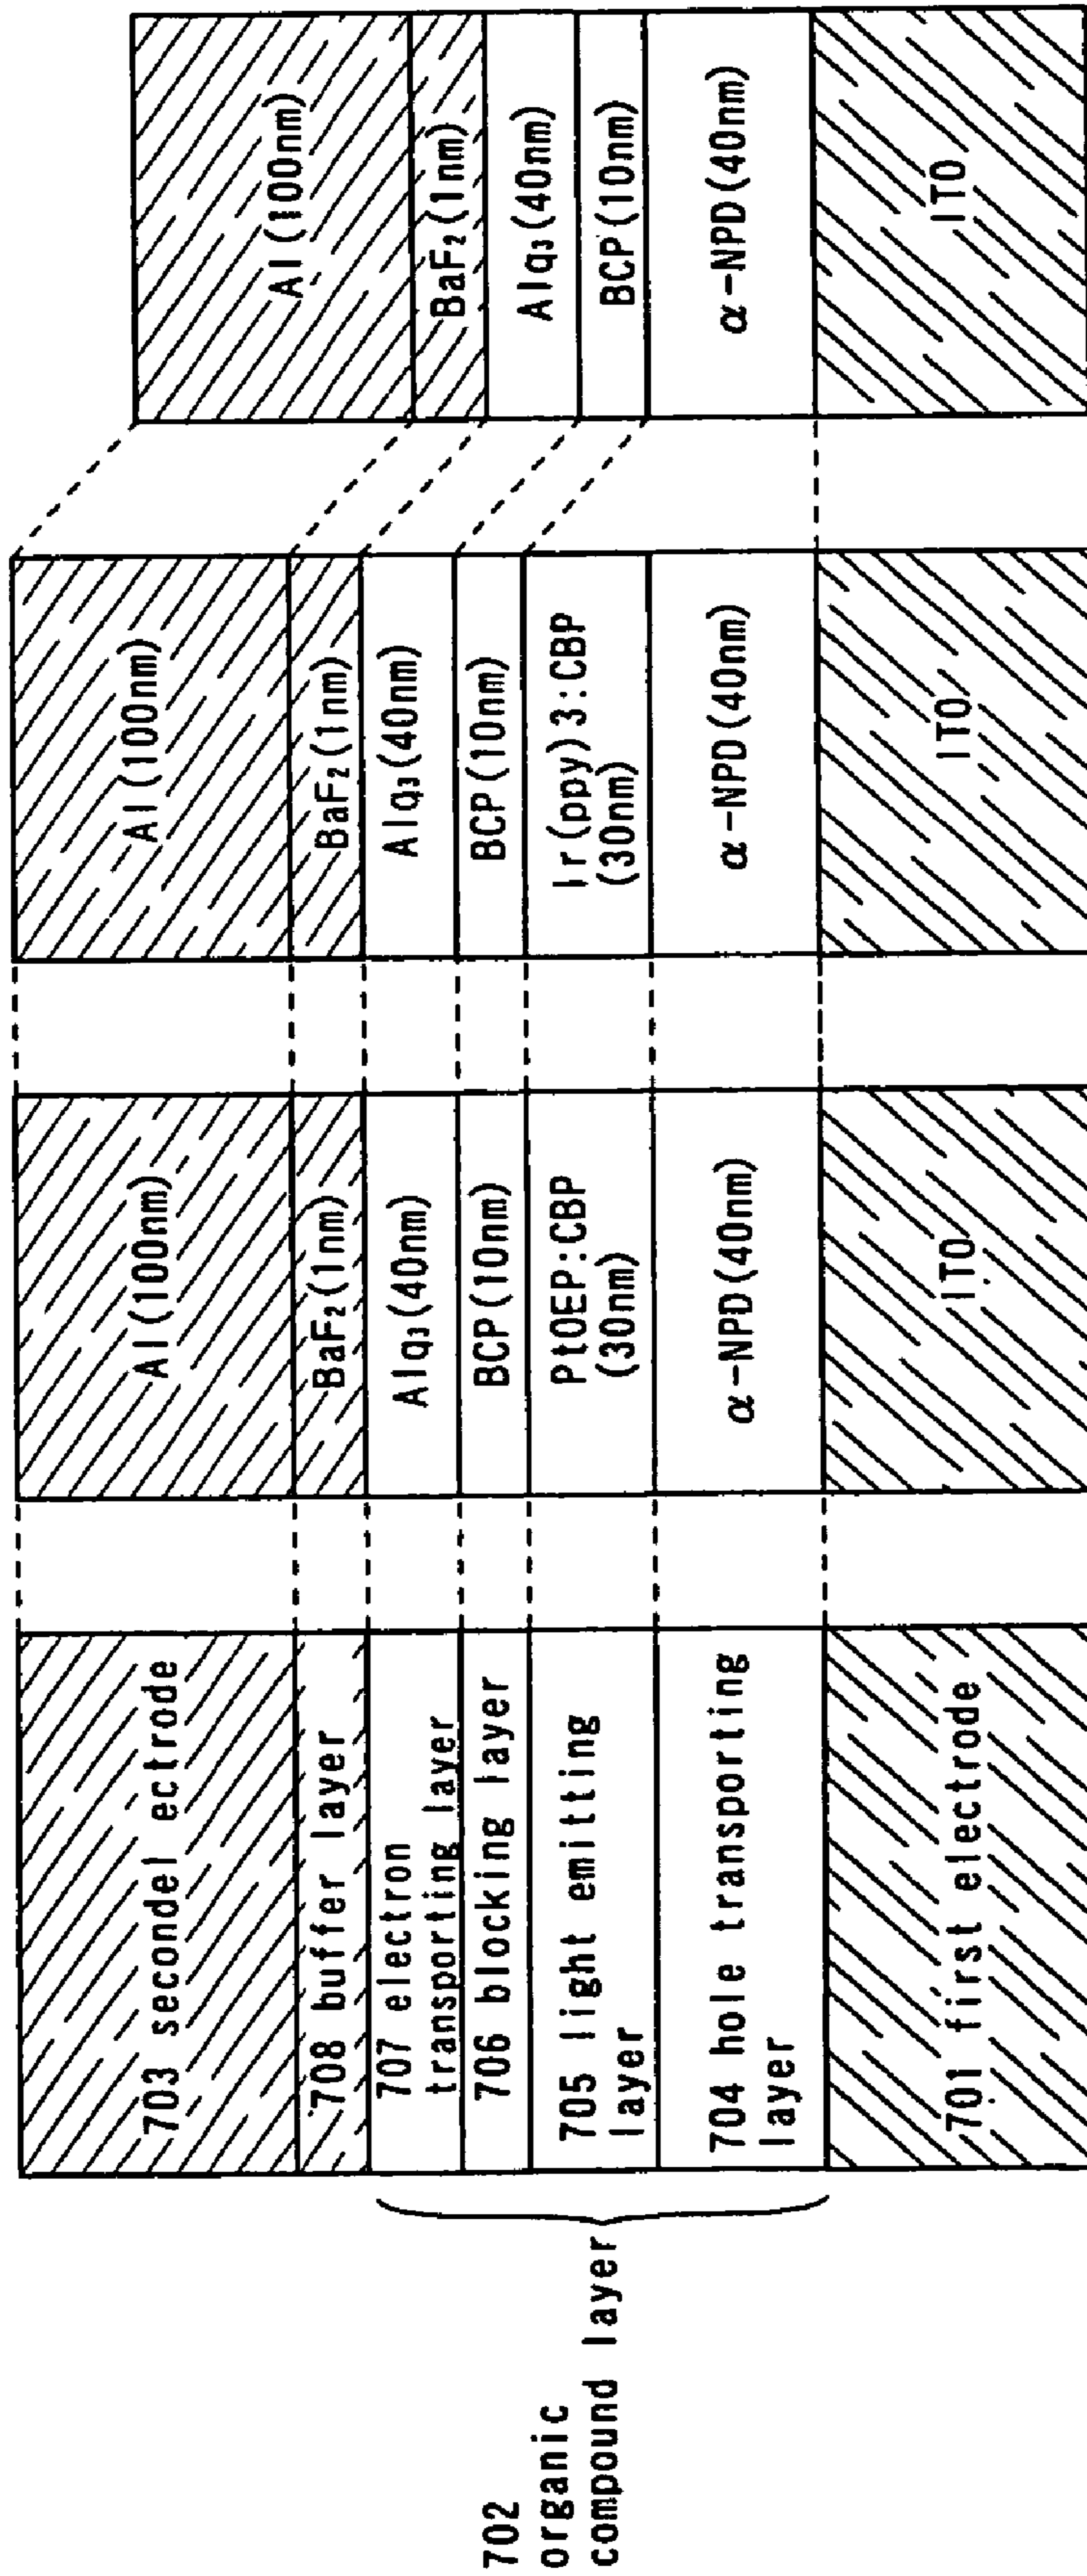 702
organic
compound layer
703 secondel ectrode
708 buffer layer
707 electron
transporting layer
706 blocking layer
705 light emitting
layer
704 hole transporting
layer
701 first electrode
Al(100nm)
BaF₂(1nm)
Alq₃(40nm)
BCP(10nm)
PtOEP:CBP
(30nm)
α-NPD(40nm)
ITO
Al(100nm)
BaF₂(1nm)
Alq₃(40nm)
BCP(10nm)
Ir(ppy)3:CBP
(30nm)
α-NPD(40nm)
ITO
Al(100nm)
BaF₂(1nm)
Alq₃(40nm)
BCP(10nm)
α-NPD(40nm)
ITO